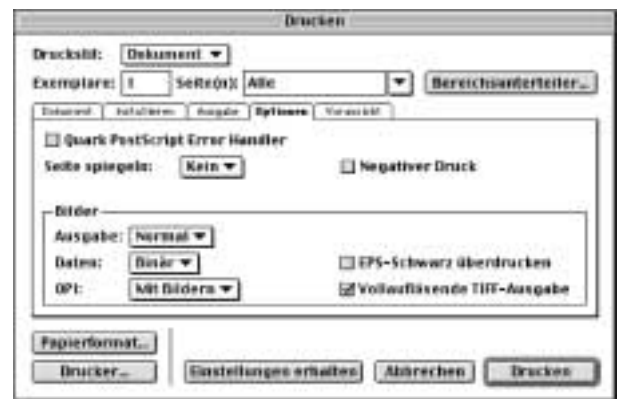 Drucken
Druckstil: Dokument
Exemplare: 1 Seite(n): Alle Bereichsunterteiler...
Dokument Installieren Ausgabe Optionen Voransicht
Quark PostScript Error Handler
Seite spiegeln: Kein Negativer Druck
Bilder
Ausgabe: Normal
Daten: Binär EPS-Schwarz überdrucken
OPI: Mit Bildern Vollauflösende TIFF-Ausgabe
Papierformat...
Drucker... Einstellungen erhalten Abbrechen Drucken